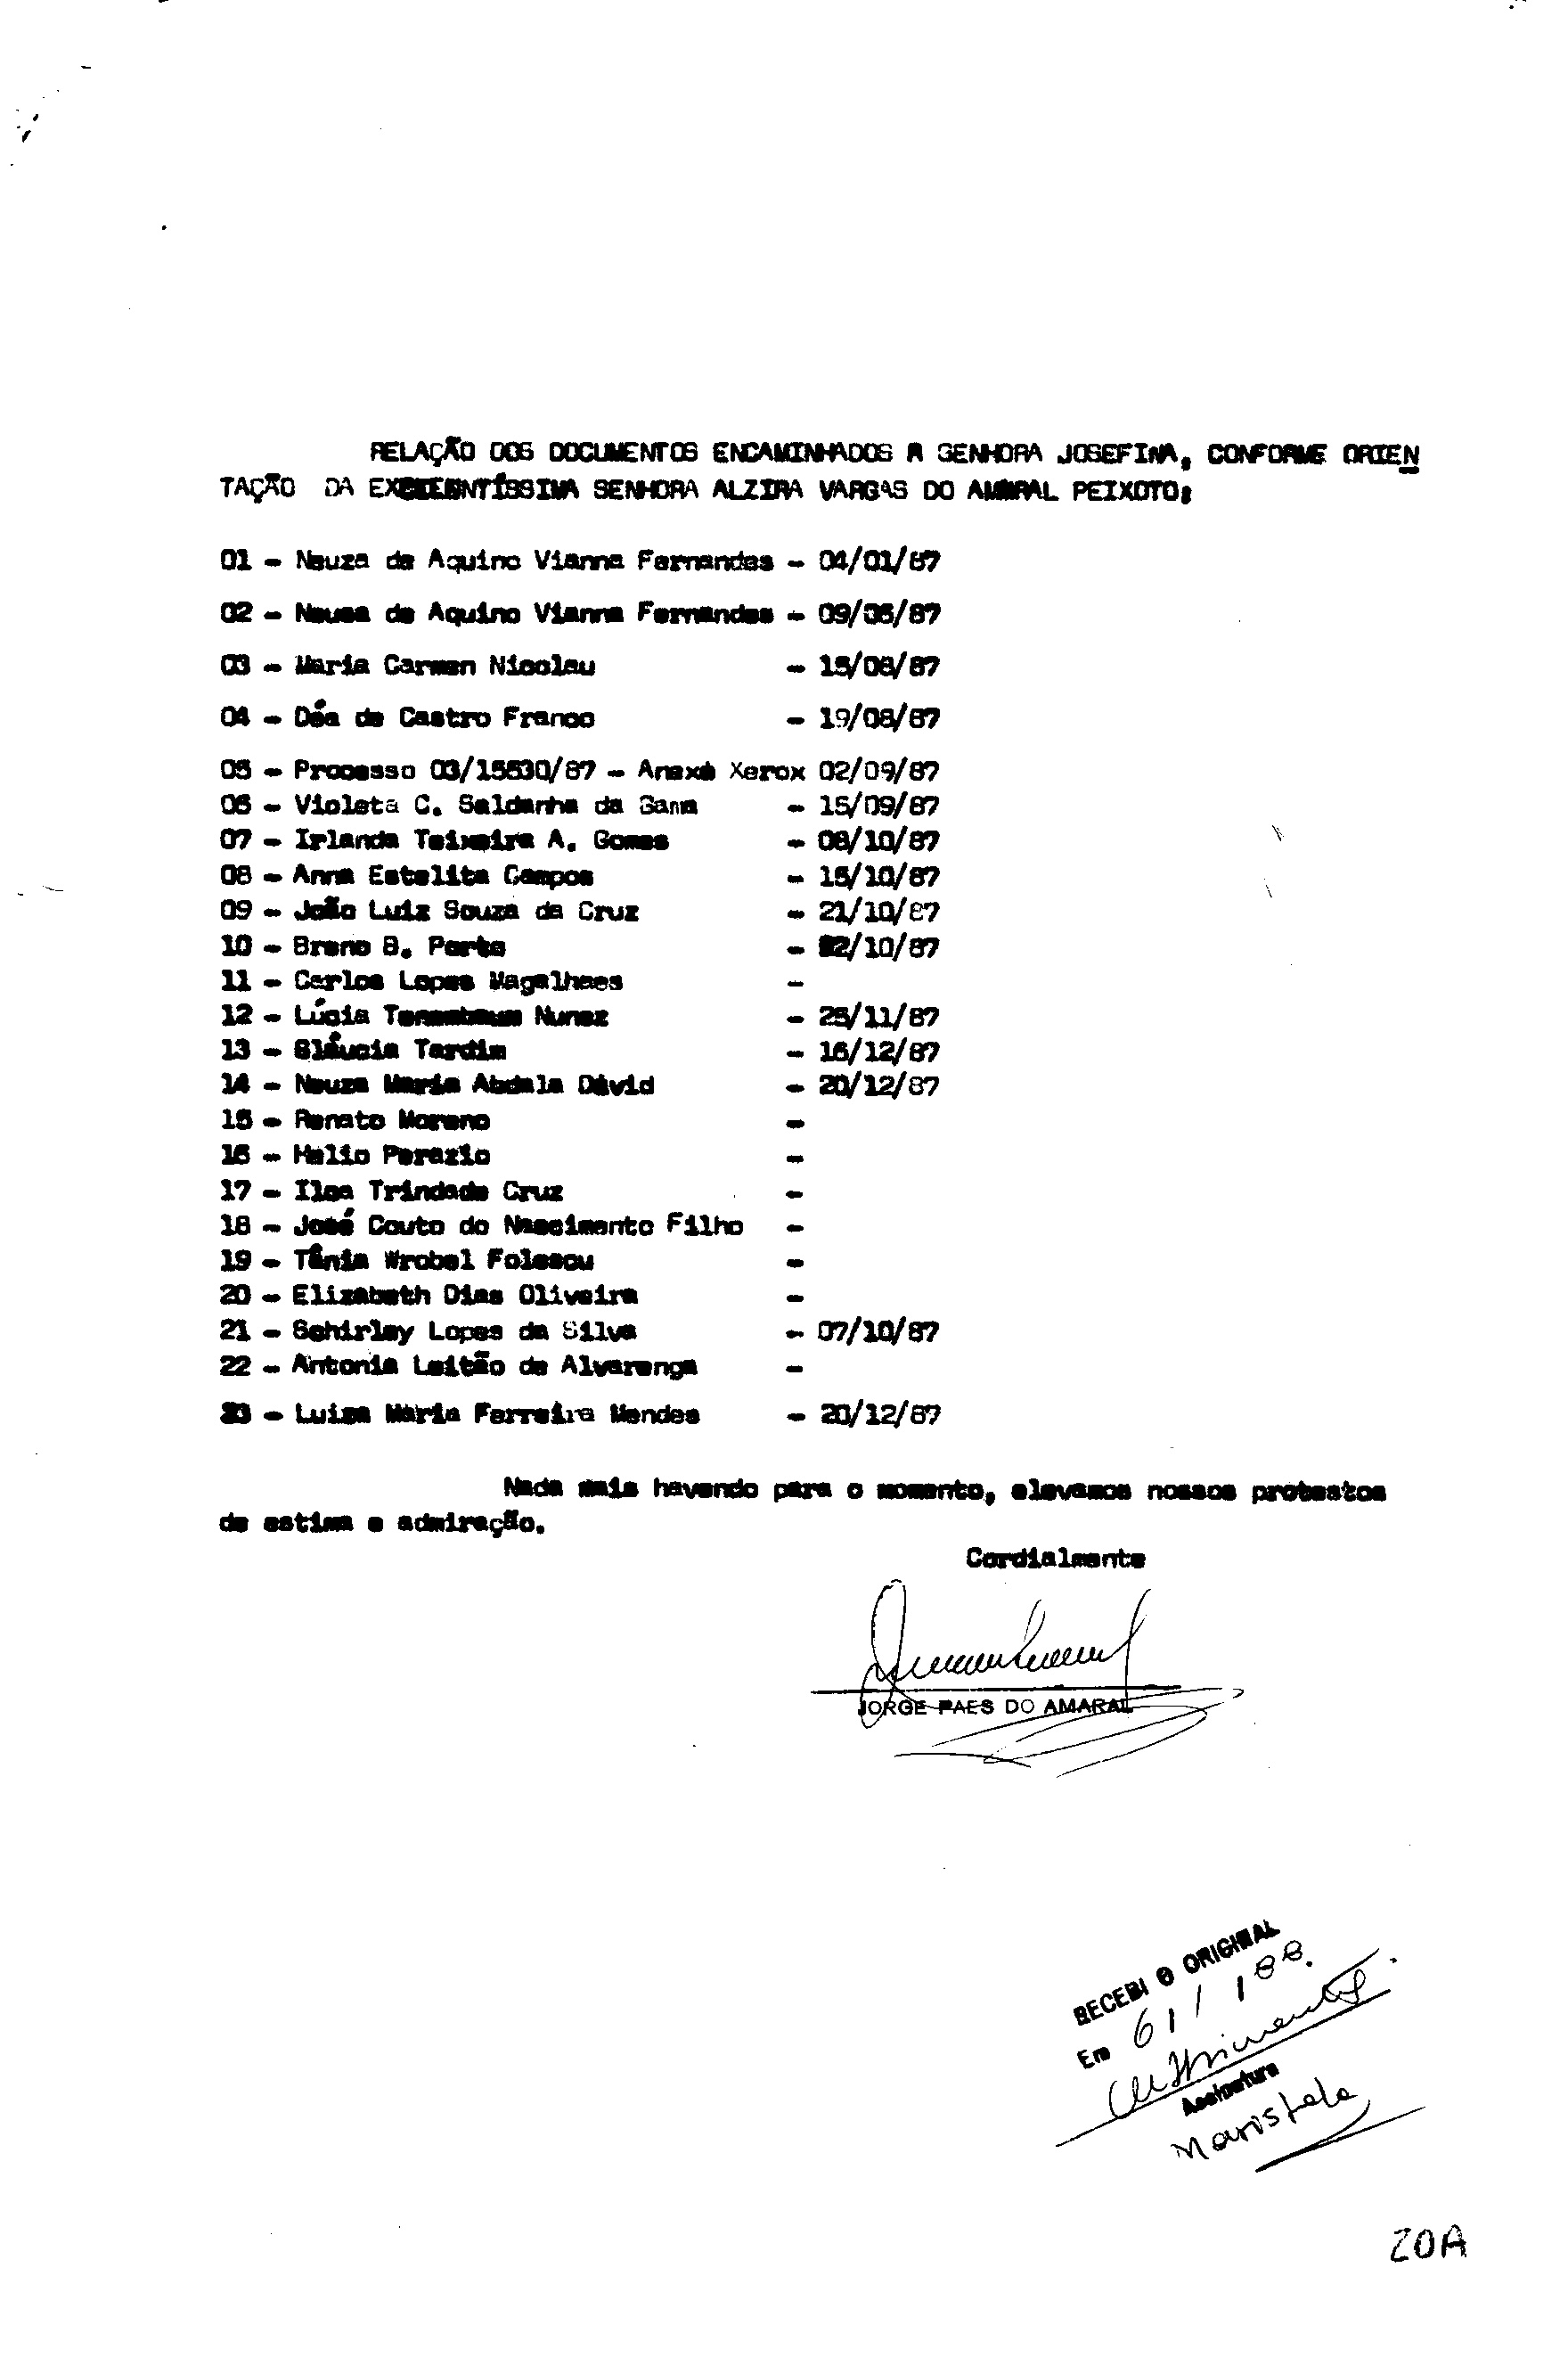 RELAÇÃO DOS DOCUMENTOS ENCAMINHADOS A SENHORA JOSEFINA, CONFORME ORIEN
TAÇÃO DA SENHORA ALZIRA VARGAS DO AMARAL PEIXOTO:
01 - Neuza de Aquino Vianna Fernandes - 04/01/87
02 - Neusa de Aquino Vianna Fernandes - 09/06/87
03 - Maria Carmen Nicolau - 15/08/87
04 - Déa de Castro Franco - 19/08/87
05 - Processo 03/15530/87 - Anexo Xerox 02/09/87
06 - Violeta C. Saldanha da Gama - 15/09/87
07 - Irlanda Teixeira A. Gomes - 08/10/87
08 - Anna Estelita Campos - 15/10/87
09 - João Luiz Souza da Cruz - 21/10/87
10 - Breno B. Porto - 22/10/87
11 - Carlos Lopes Magalhaes -
12 - Lúcia Tenembaum Nunez - 25/11/87
13 - Gláucia Tardim - 16/12/87
14 - Neuza Maria Abdala David - 20/12/87
15 - Renato Moreno -
16 - Helio Perazio -
17 - Ilsa Trindade Cruz -
18 - José Couto do Nascimento Filho -
19 - Tânia Wrobel Folescu -
20 - Elizabeth Dias Oliveira -
21 - Schirley Lopes da Silva - 07/10/87
22 - Antonia Leitão de Alvarenga -
23 - Luiza Maria Ferreira Mendes - 20/12/87
Nada mais havendo para o momento, elevamos nossos protestos
de estima e admiração.
Cordialmente
JORGE PAES DO AMARAL
RECEBI O ORIGINAL
Em 6/1/88.
Assinatura
Maristela
20A